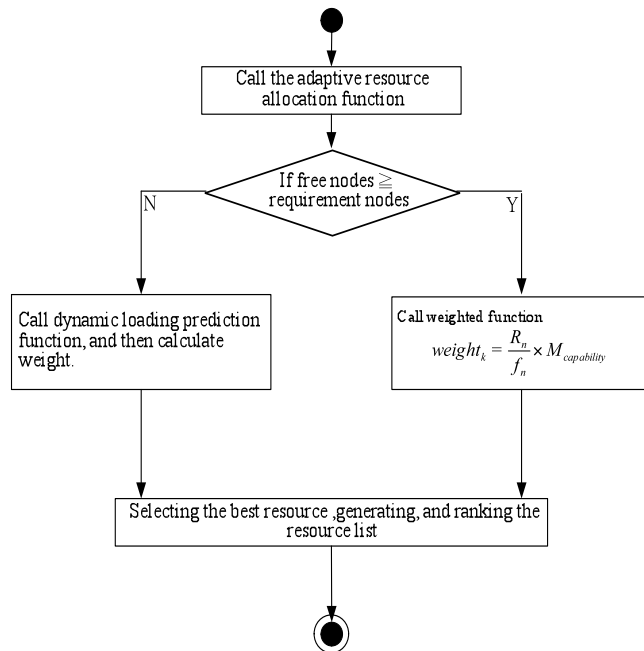 Call the adaptive resource
allocation function
If free nodes ≧
requirement nodes
N
Y
Call dynamic loading prediction
function, and then calculate
weight.
Call weighted function
weight_k = R_n / f_n × M_capability
Selecting the best resource ,generating, and ranking the
resource list